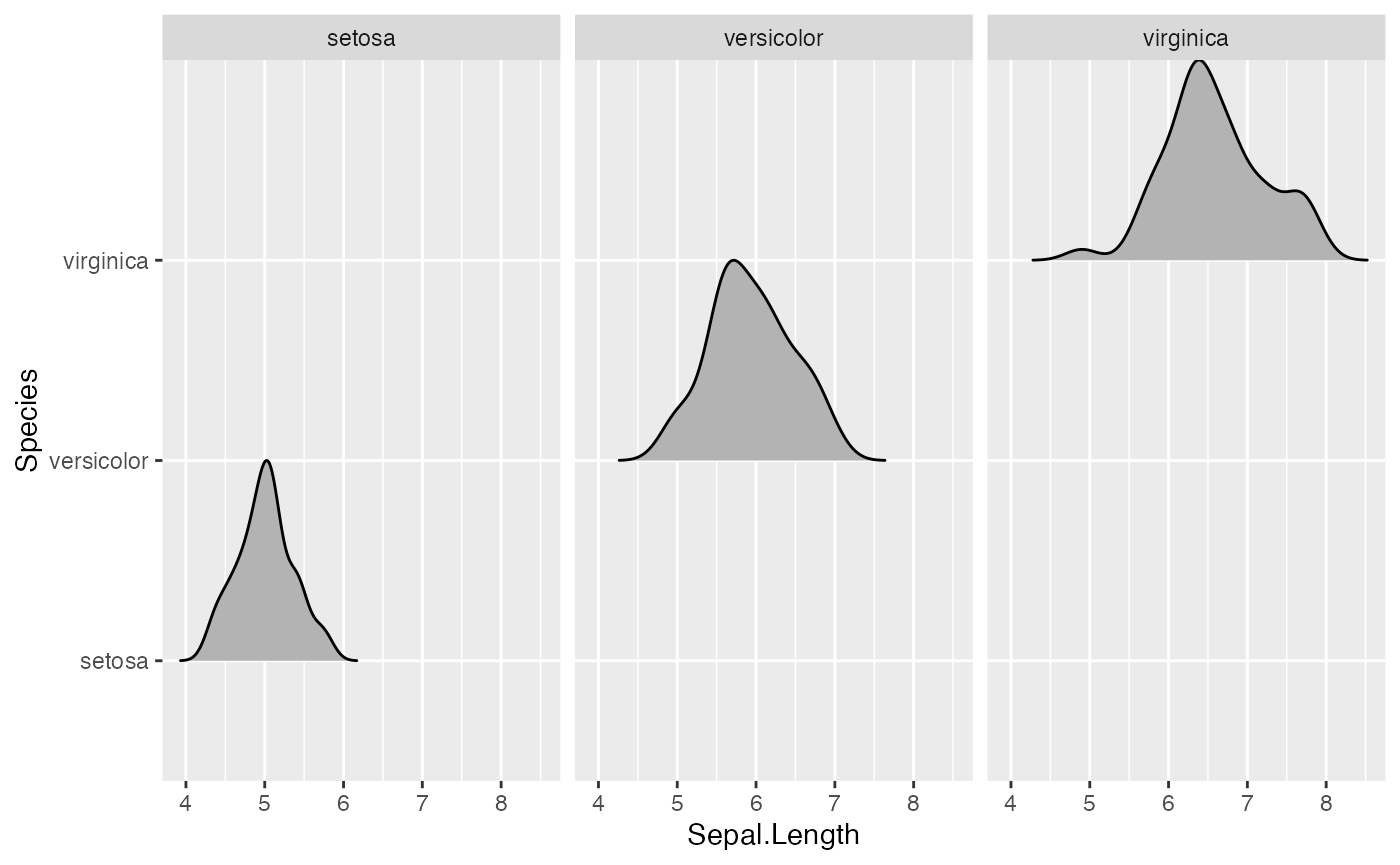 setosa
versicolor
virginica
virginica
versicolor
setosa
Species
4 5 6 7 8
4 5 6 7 8
4 5 6 7 8
Sepal.Length